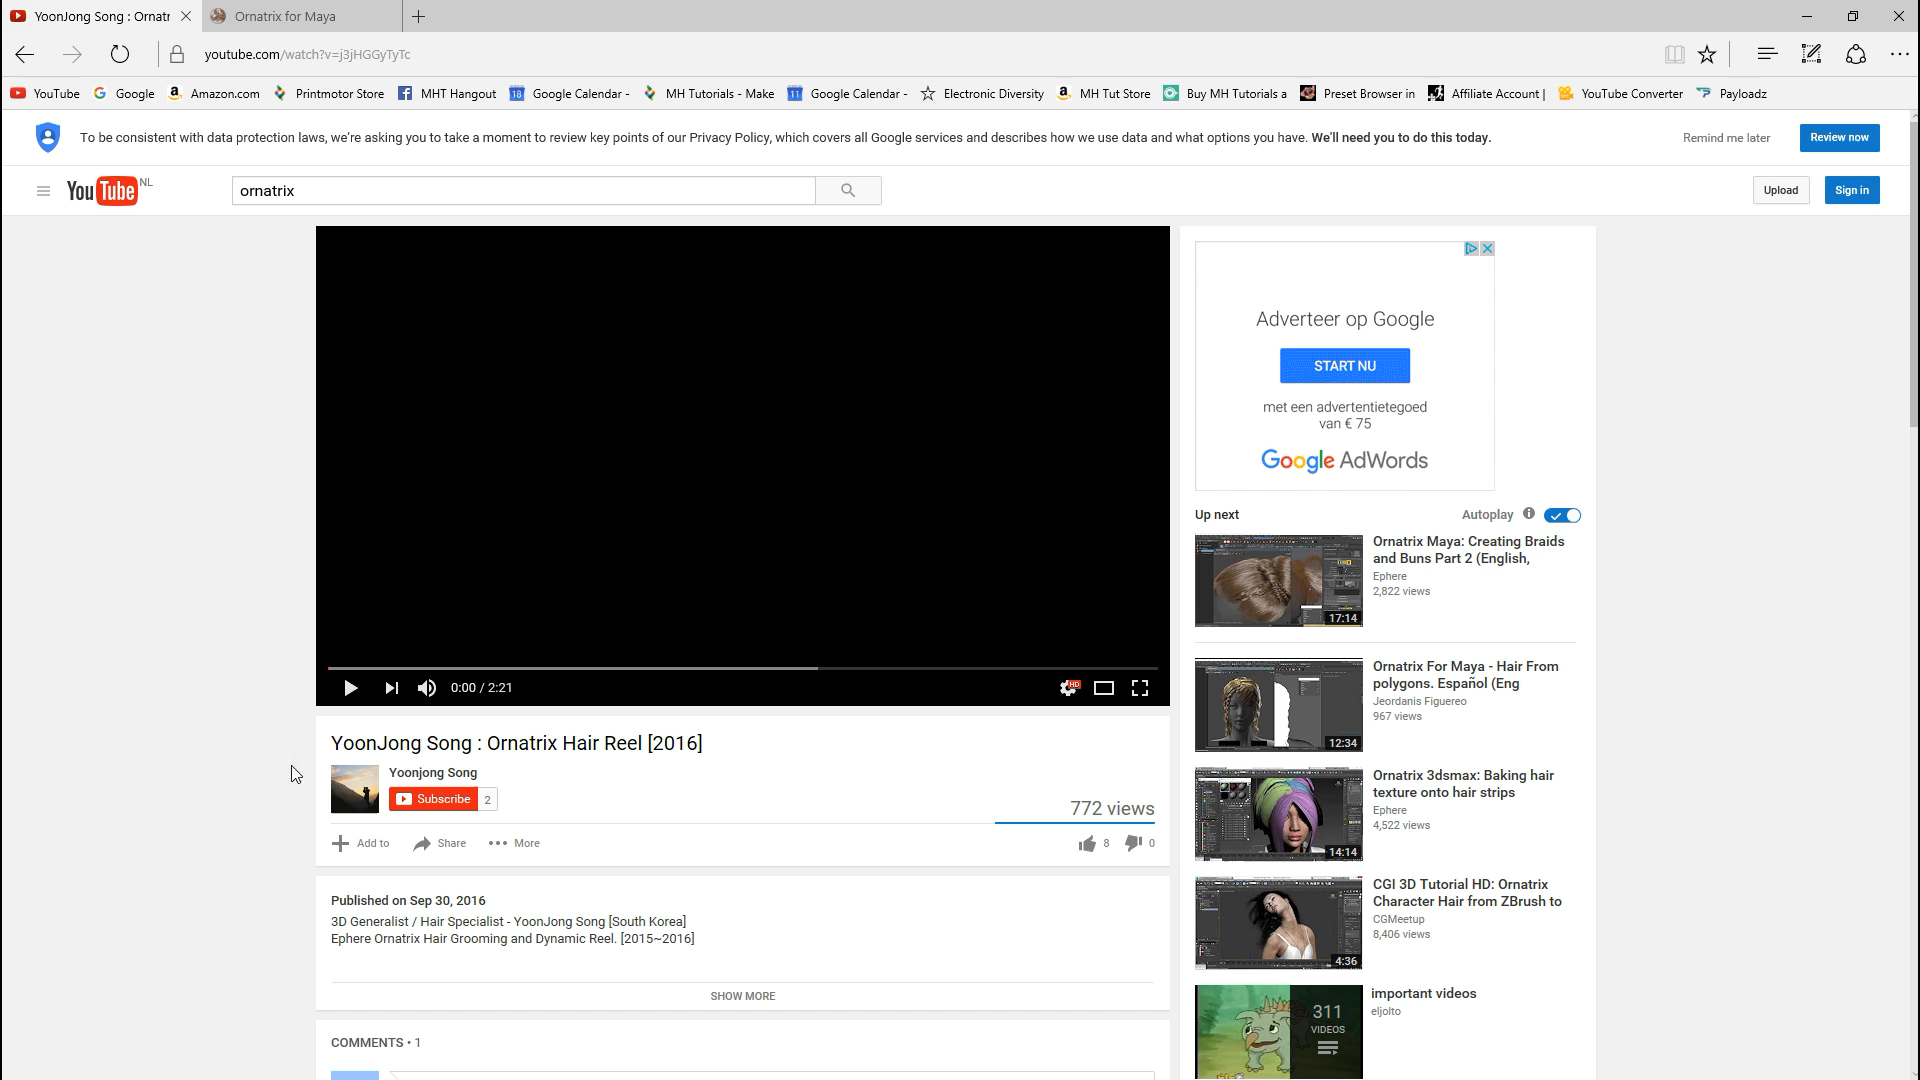 YoonJong Song : Ornatr
Ornatrix for Maya
youtube.com/watch?v=j3jHGGyTyTc
YouTube
Google
Amazon.com
Printmotor Store
MHT Hangout
Google Calendar -
MH Tutorials - Make
Google Calendar -
Electronic Diversity
MH Tut Store
Buy MH Tutorials a
Preset Browser in
Affiliate Account |
YouTube Converter
Payloadz
To be consistent with data protection laws, we're asking you to take a moment to review key points of our Privacy Policy, which covers all Google services and describes how we use data and what options you have. We'll need you to do this today.
Remind me later
Review now
YouTube NL
ornatrix
Upload
Sign in
Adverteer op Google
START NU
met een advertentietegoed
van € 75
Google AdWords
0:00 / 2:21
HD
Up next
Autoplay
Ornatrix Maya: Creating Braids
and Buns Part 2 (English,
Ephere
2,822 views
17:14
Ornatrix For Maya - Hair From
polygons. Español (Eng
Jeordanis Figuereo
967 views
12:34
Ornatrix 3dsmax: Baking hair
texture onto hair strips
Ephere
4,522 views
14:14
CGI 3D Tutorial HD: Ornatrix
Character Hair from ZBrush to
CGMeetup
8,406 views
4:36
important videos
eljolto
311
VIDEOS
YoonJong Song : Ornatrix Hair Reel [2016]
Yoonjong Song
Subscribe 2
772 views
Add to
Share
More
8
0
Published on Sep 30, 2016
3D Generalist / Hair Specialist - YoonJong Song [South Korea]
Ephere Ornatrix Hair Grooming and Dynamic Reel. [2015~2016]
SHOW MORE
COMMENTS • 1